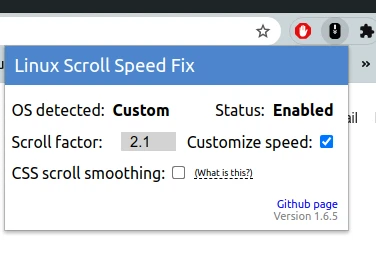 Linux Scroll Speed Fix
OS detected: Custom Status: Enabled
Scroll factor: 2.1 Customize speed:
CSS scroll smoothing: (What is this?)
Github page
Version 1.6.5
»
ail